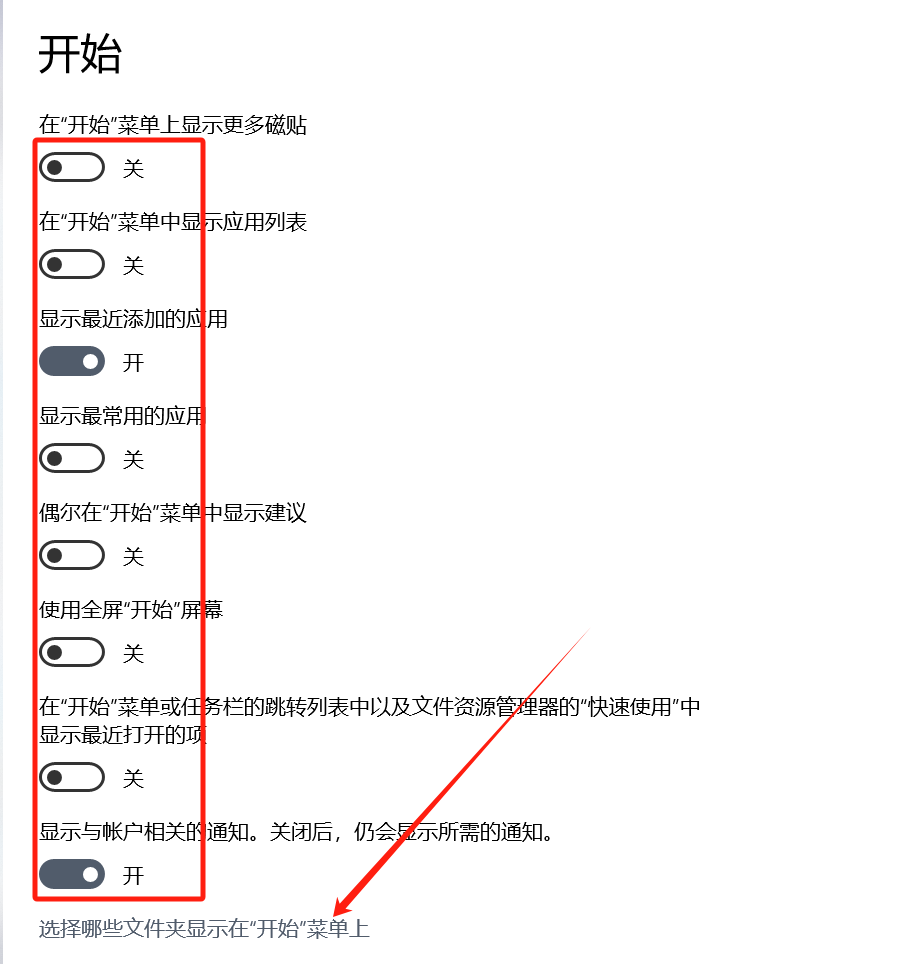 开始
在“开始”菜单上显示更多磁贴
关
在“开始”菜单中显示应用列表
关
显示最近添加的应用
开
显示最常用的应用
关
偶尔在“开始”菜单中显示建议
关
使用全屏“开始”屏幕
关
在“开始”菜单或任务栏的跳转列表中以及文件资源管理器的“快速使用”中
显示最近打开的项
关
显示与帐户相关的通知。关闭后，仍会显示所需的通知。
开
选择哪些文件夹显示在“开始”菜单上